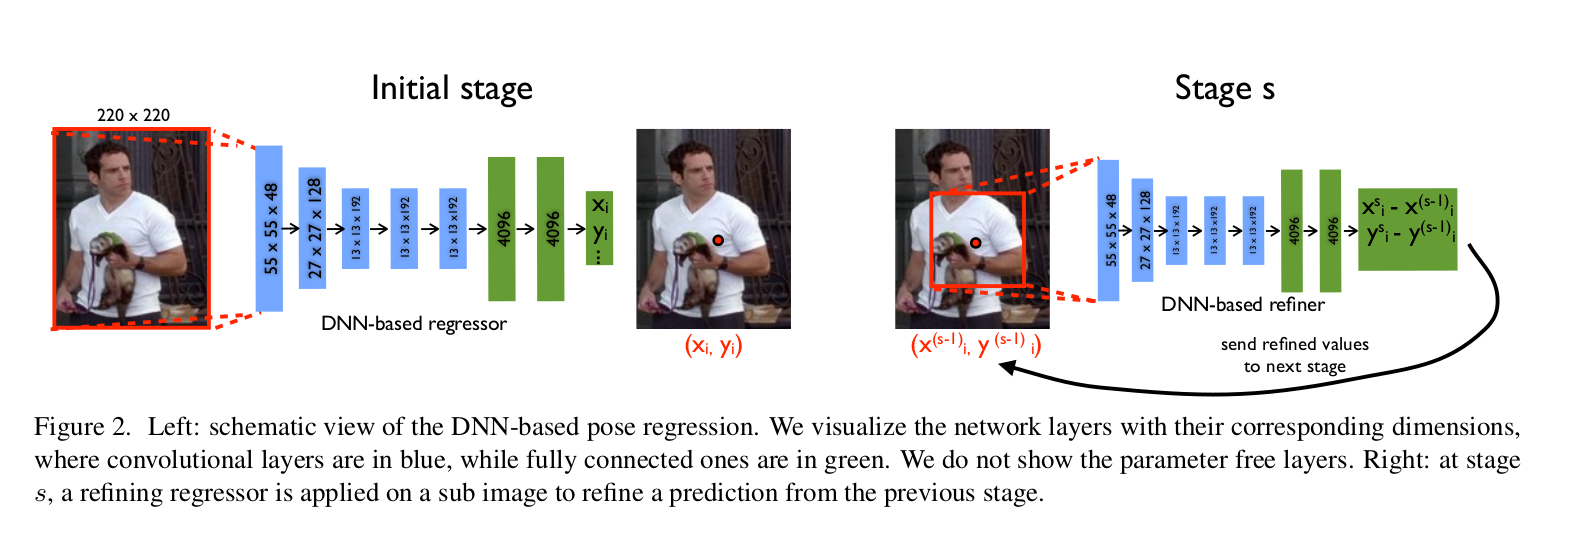 Initial stage
Stage s
220 x 220
55 x 55 x 48
27 x 27 x 128
13 x 13 x 192
13 x 13 x192
13 x 13 x192
4096
4096
xi
yi
...
DNN-based regressor
(xi, yi)
55 x 55 x 48
27 x 27 x 128
13 x 13 x 192
13 x 13 x192
13 x 13 x192
4096
4096
x^s_i - x^(s-1)_i
y^s_i - y^(s-1)_i
DNN-based refiner
(x^(s-1)_i, y^(s-1)_i)
send refined values
to next stage
Figure 2. Left: schematic view of the DNN-based pose regression. We visualize the network layers with their corresponding dimensions,
where convolutional layers are in blue, while fully connected ones are in green. We do not show the parameter free layers. Right: at stage
s, a refining regressor is applied on a sub image to refine a prediction from the previous stage.